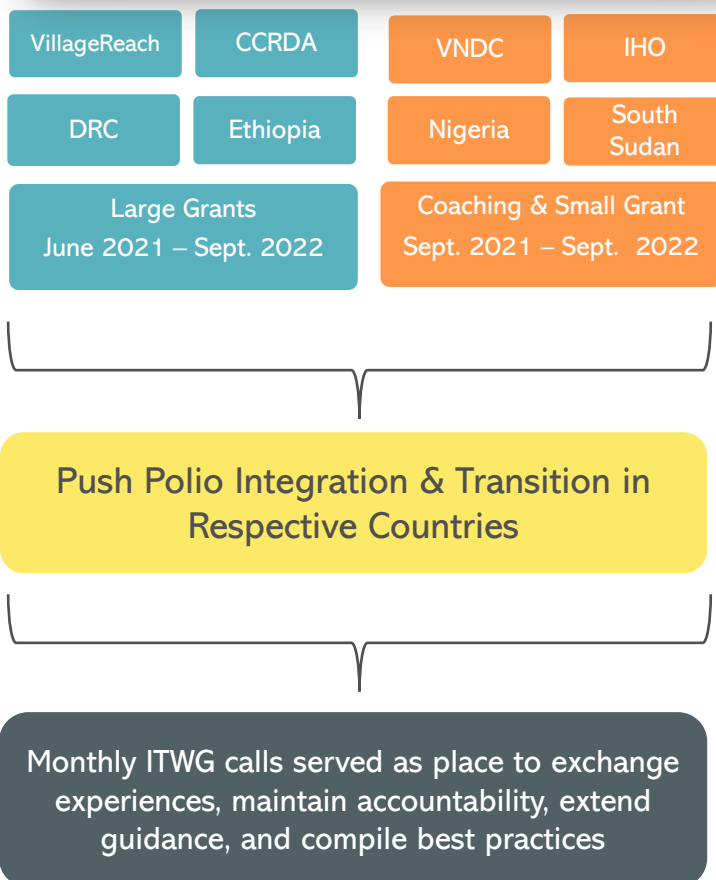 VillageReach
CCRDA
VNDC
IHO
DRC
Ethiopia
Nigeria
South
Sudan
Large Grants
June 2021 – Sept. 2022
Coaching & Small Grant
Sept. 2021 – Sept. 2022
Push Polio Integration & Transition in
Respective Countries
Monthly ITWG calls served as place to exchange
experiences, maintain accountability, extend
guidance, and compile best practices